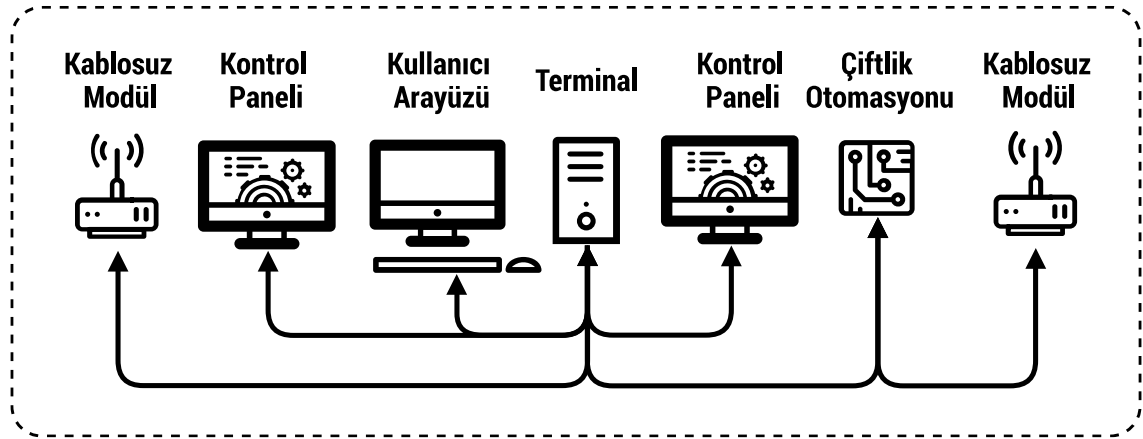 Kablosuz
Modül
Kontrol
Paneli
Kullanıcı
Arayüzü
Terminal
Kontrol
Paneli
Çiftlik
Otomasyonu
Kablosuz
Modül